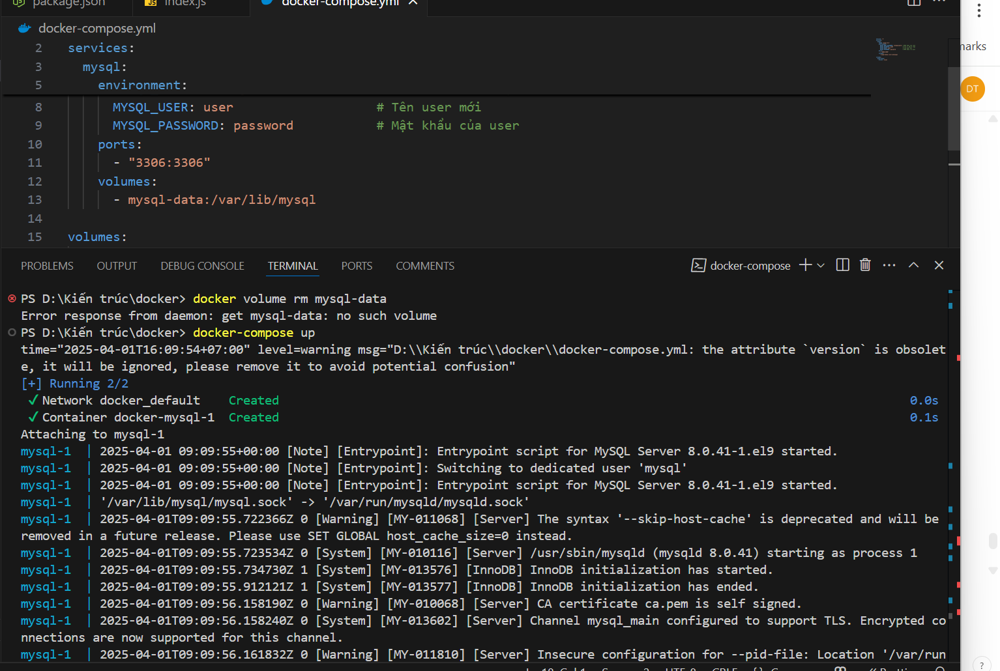 package.json index.js docker-compose.yml
docker-compose.yml
marks
DT
2 services:
3 mysql:
5 environment:
8 MYSQL_USER: user # Tên user mới
9 MYSQL_PASSWORD: password # Mật khẩu của user
10 ports:
11 - "3306:3306"
12 volumes:
13 - mysql-data:/var/lib/mysql
14
15 volumes:
PROBLEMS OUTPUT DEBUG CONSOLE TERMINAL PORTS COMMENTS docker-compose
PS D:\Kiến trúc\docker> docker volume rm mysql-data
Error response from daemon: get mysql-data: no such volume
PS D:\Kiến trúc\docker> docker-compose up
time="2025-04-01T16:09:54+07:00" level=warning msg="D:\\Kiến trúc\\docker\\docker-compose.yml: the attribute `version` is obsolet
e, it will be ignored, please remove it to avoid potential confusion"
[+] Running 2/2
✓ Network docker_default Created 0.0s
✓ Container docker-mysql-1 Created 0.1s
Attaching to mysql-1
mysql-1 | 2025-04-01 09:09:55+00:00 [Note] [Entrypoint]: Entrypoint script for MySQL Server 8.0.41-1.el9 started.
mysql-1 | 2025-04-01 09:09:55+00:00 [Note] [Entrypoint]: Switching to dedicated user 'mysql'
mysql-1 | 2025-04-01 09:09:55+00:00 [Note] [Entrypoint]: Entrypoint script for MySQL Server 8.0.41-1.el9 started.
mysql-1 | '/var/lib/mysql/mysql.sock' -> '/var/run/mysqld/mysqld.sock'
mysql-1 | 2025-04-01T09:09:55.722366Z 0 [Warning] [MY-011068] [Server] The syntax '--skip-host-cache' is deprecated and will be
removed in a future release. Please use SET GLOBAL host_cache_size=0 instead.
mysql-1 | 2025-04-01T09:09:55.723534Z 0 [System] [MY-010116] [Server] /usr/sbin/mysqld (mysqld 8.0.41) starting as process 1
mysql-1 | 2025-04-01T09:09:55.734730Z 1 [System] [MY-013576] [InnoDB] InnoDB initialization has started.
mysql-1 | 2025-04-01T09:09:55.912121Z 1 [System] [MY-013577] [InnoDB] InnoDB initialization has ended.
mysql-1 | 2025-04-01T09:09:56.158190Z 0 [Warning] [MY-010068] [Server] CA certificate ca.pem is self signed.
mysql-1 | 2025-04-01T09:09:56.158240Z 0 [System] [MY-013602] [Server] Channel mysql_main configured to support TLS. Encrypted co
nnections are now supported for this channel.
mysql-1 | 2025-04-01T09:09:56.161832Z 0 [Warning] [MY-011810] [Server] Insecure configuration for --pid-file: Location '/var/run
?